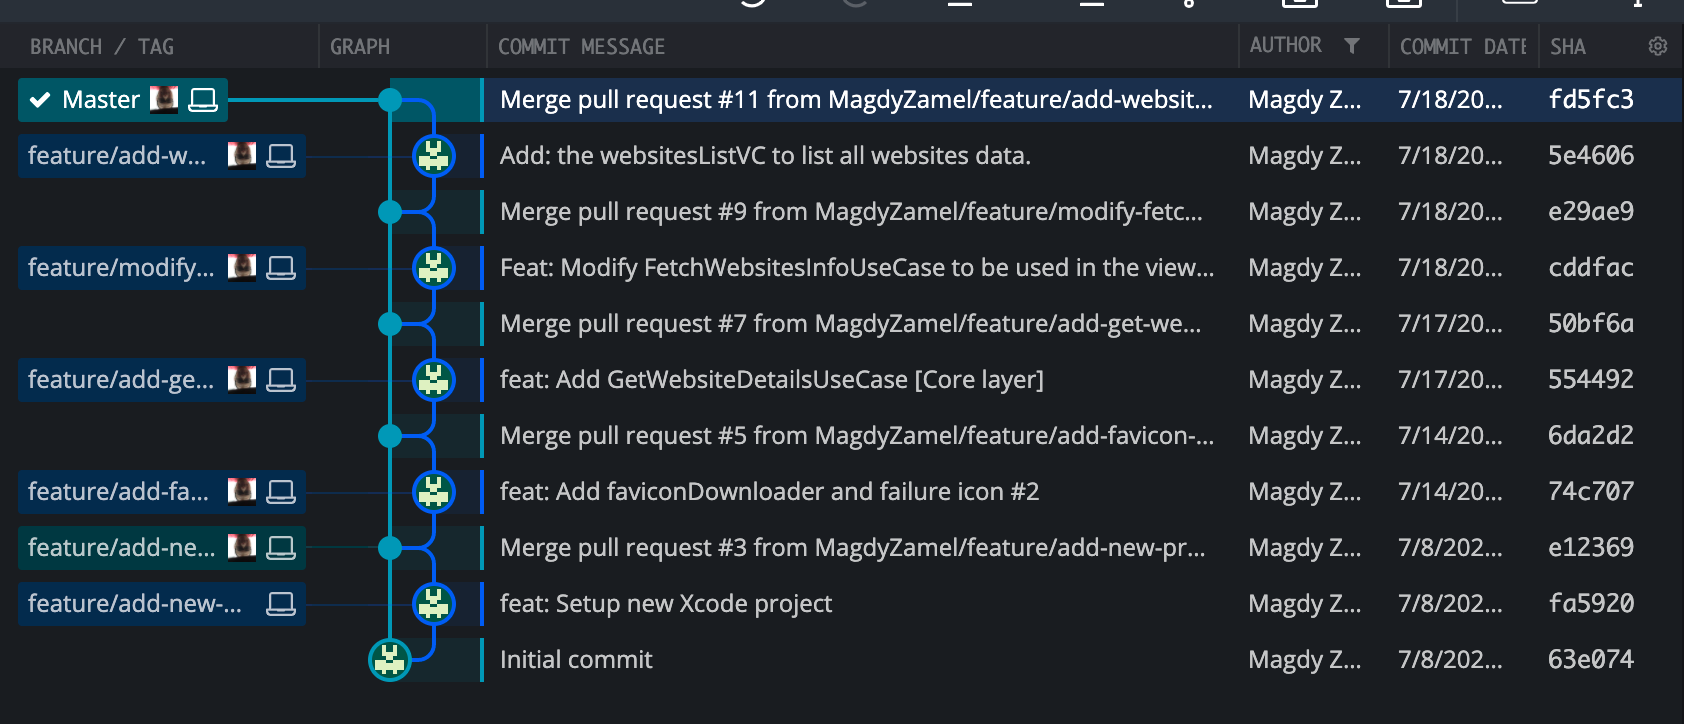 BRANCH / TAG GRAPH COMMIT MESSAGE AUTHOR COMMIT DATE SHA
Master Merge pull request #11 from MagdyZamel/feature/add-websit... Magdy Z... 7/18/20... fd5fc3
feature/add-w... Add: the websitesListVC to list all websites data. Magdy Z... 7/18/20... 5e4606
Merge pull request #9 from MagdyZamel/feature/modify-fetc... Magdy Z... 7/18/20... e29ae9
feature/modify... Feat: Modify FetchWebsitesInfoUseCase to be used in the view... Magdy Z... 7/18/20... cddfac
Merge pull request #7 from MagdyZamel/feature/add-get-we... Magdy Z... 7/17/20... 50bf6a
feature/add-ge... feat: Add GetWebsiteDetailsUseCase [Core layer] Magdy Z... 7/17/20... 554492
Merge pull request #5 from MagdyZamel/feature/add-favicon-... Magdy Z... 7/14/20... 6da2d2
feature/add-fa... feat: Add faviconDownloader and failure icon #2 Magdy Z... 7/14/20... 74c707
feature/add-ne... Merge pull request #3 from MagdyZamel/feature/add-new-pr... Magdy Z... 7/8/202... e12369
feature/add-new-... feat: Setup new Xcode project Magdy Z... 7/8/202... fa5920
Initial commit Magdy Z... 7/8/202... 63e074